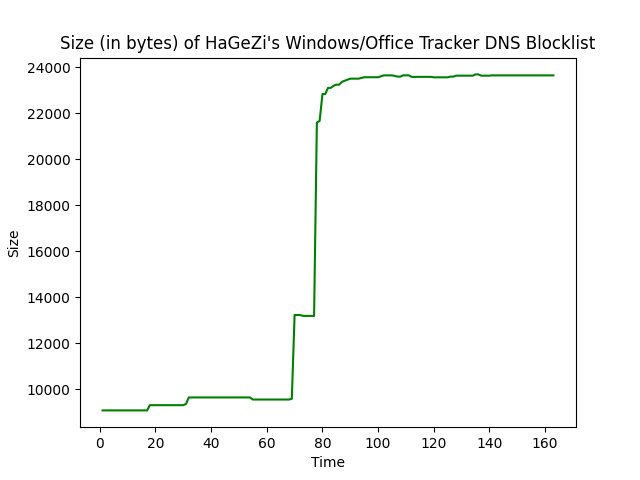 Size (in bytes) of HaGeZi's Windows/Office Tracker DNS Blocklist
24000
22000
20000
18000
16000
14000
12000
10000
Size
0 20 40 60 80 100 120 140 160
Time